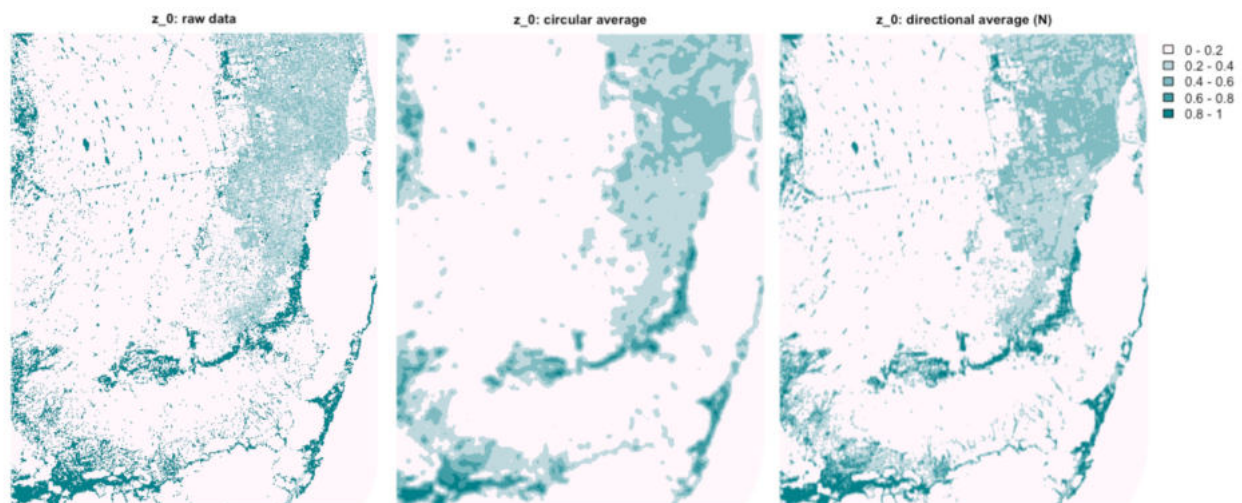 z_0: raw data
z_0: circular average
z_0: directional average (N)
0 - 0.2
0.2 - 0.4
0.4 - 0.6
0.6 - 0.8
0.8 - 1